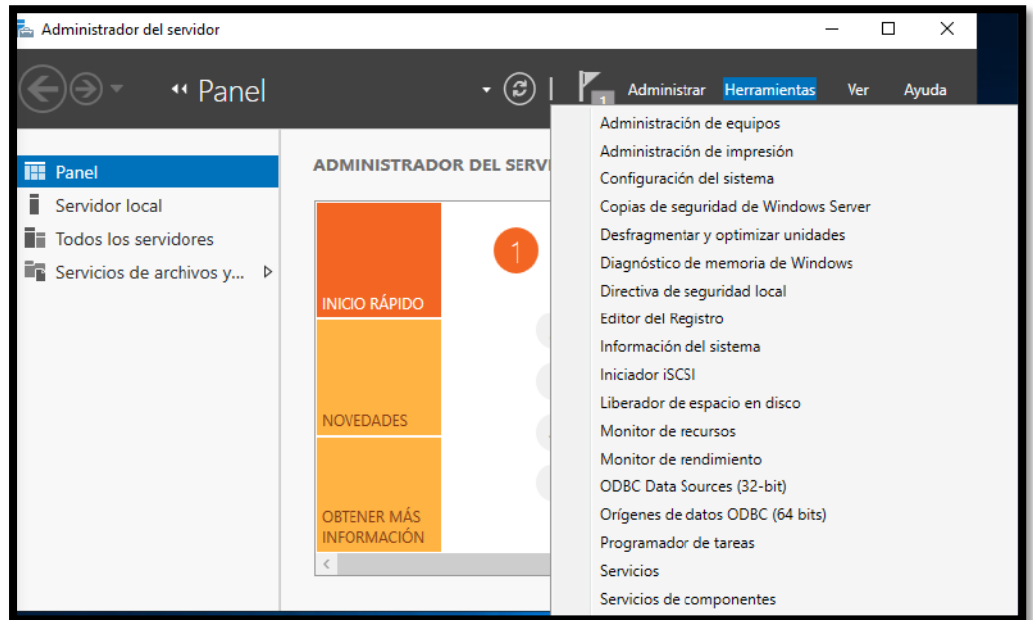 Administrador del servidor
Panel
1
Administrar Herramientas Ver Ayuda
Panel
Servidor local
Todos los servidores
Servicios de archivos y...
ADMINISTRADOR DEL SERV
INICIO RÁPIDO
1
NOVEDADES
OBTENER MÁS
INFORMACIÓN
Administración de equipos
Administración de impresión
Configuración del sistema
Copias de seguridad de Windows Server
Desfragmentar y optimizar unidades
Diagnóstico de memoria de Windows
Directiva de seguridad local
Editor del Registro
Información del sistema
Iniciador iSCSI
Liberador de espacio en disco
Monitor de recursos
Monitor de rendimiento
ODBC Data Sources (32-bit)
Orígenes de datos ODBC (64 bits)
Programador de tareas
Servicios
Servicios de componentes